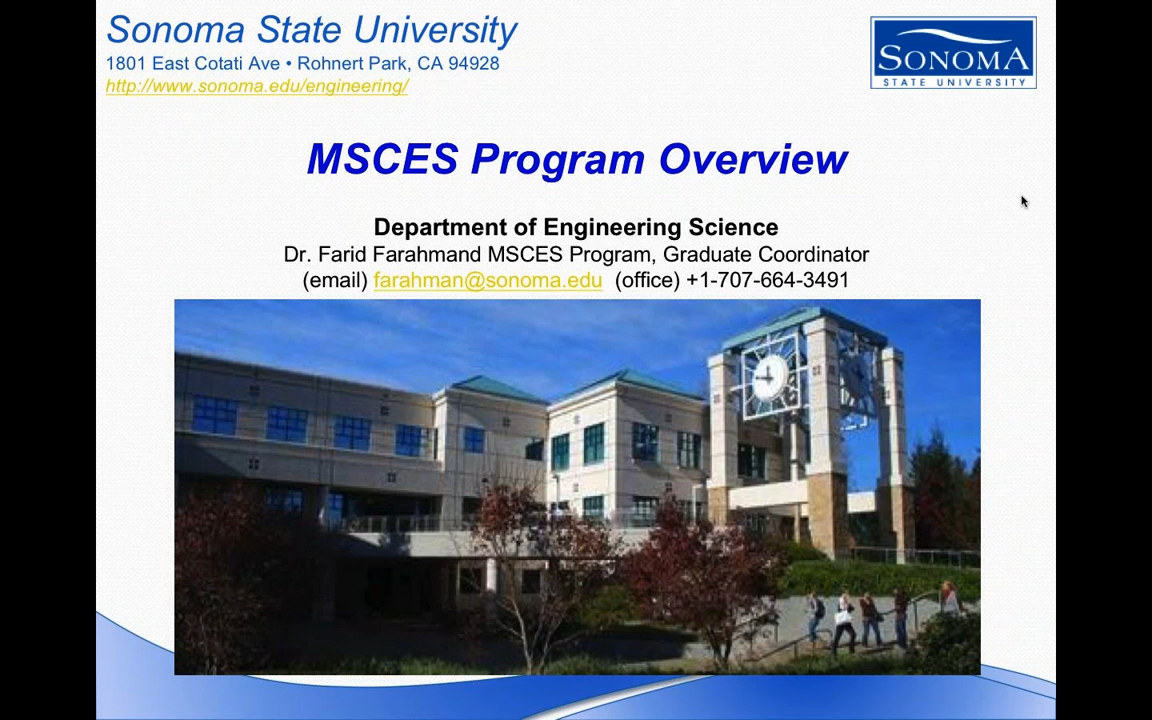 Sonoma State University
1801 East Cotati Ave • Rohnert Park, CA 94928
http://www.sonoma.edu/engineering/
SONOMA
STATE UNIVERSITY
MSCES Program Overview
Department of Engineering Science
Dr. Farid Farahmand MSCES Program, Graduate Coordinator
(email) farahman@sonoma.edu (office) +1-707-664-3491